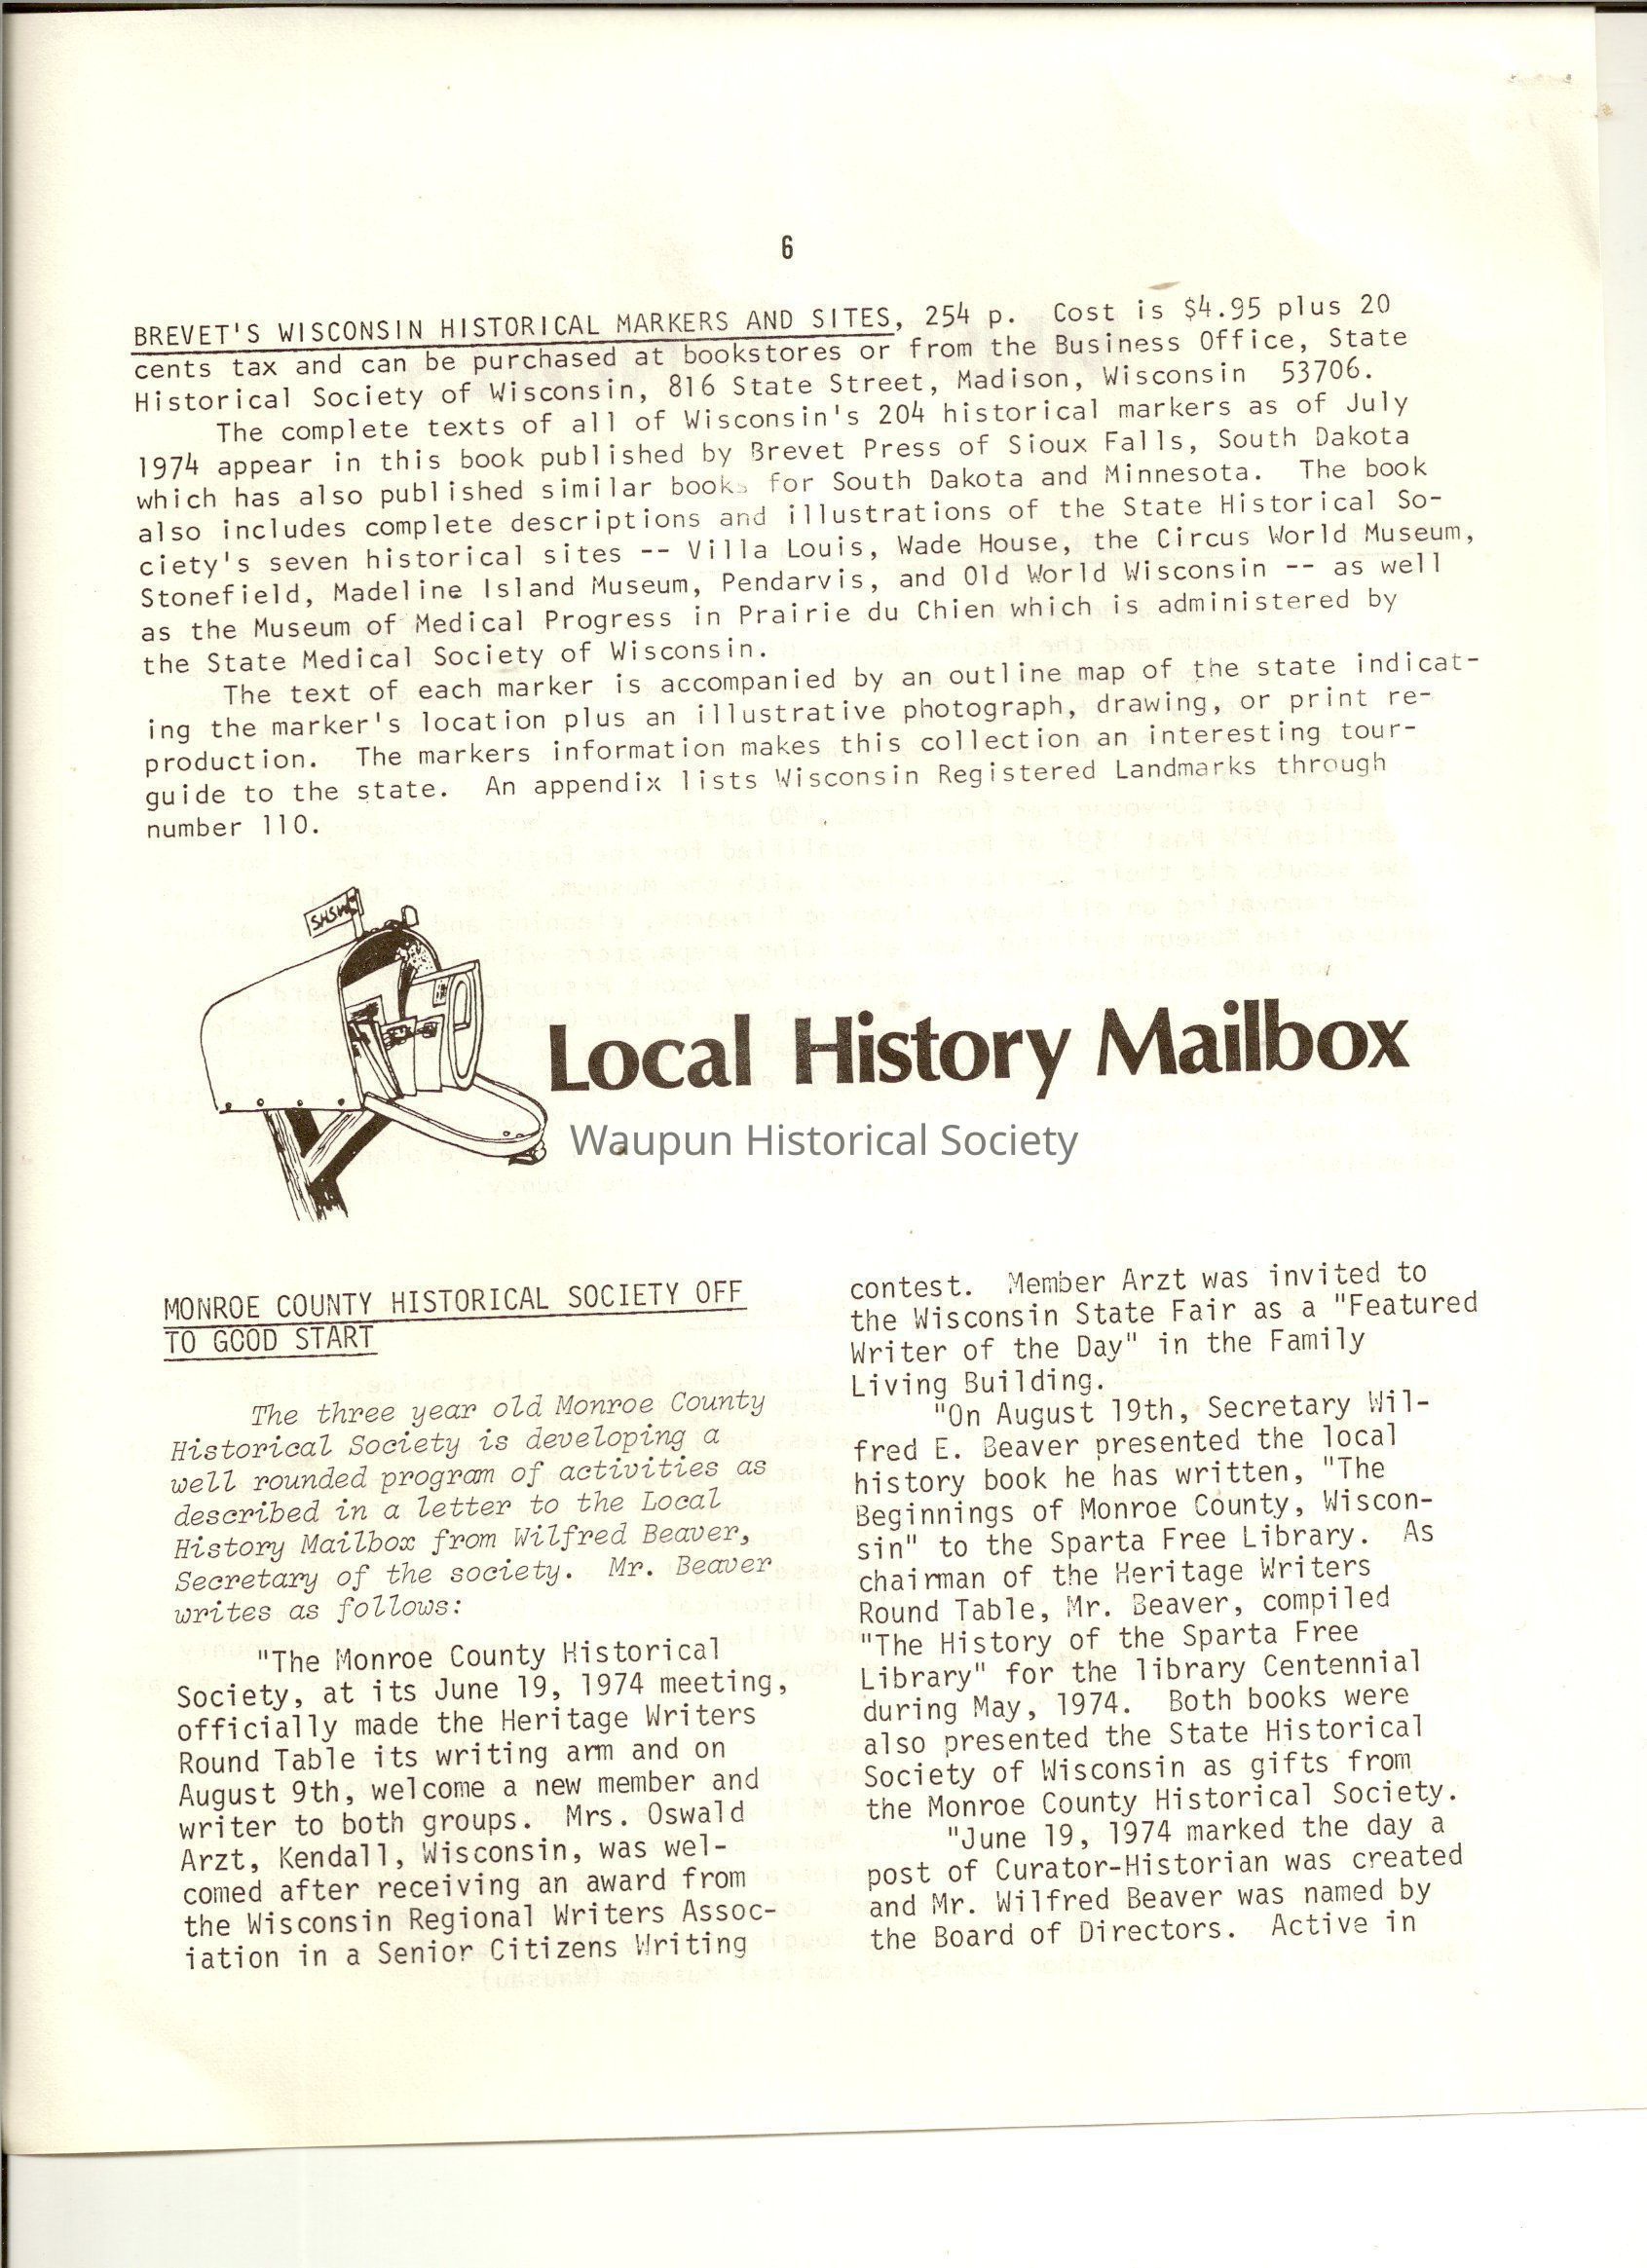 6
BREVET'S WISCONSIN HISTORICAL MARKERS AND SITES, 254 p. Cost is $4.95 plus 20
cents tax and can be purchased at bookstores or from the Business Office, State
Historical Society of Wisconsin, 816 State Street, Madison, Wisconsin 53706.
The complete texts of all of Wisconsin's 204 historical markers as of July
1974 appear in this book published by Brevet Press of Sioux Falls, South Dakota
which has also published similar books for South Dakota and Minnesota. The book
also includes complete descriptions and illustrations of the State Historical So-
ciety's seven historical sites -- Villa Louis, Wade House, the Circus World Museum,
Stonefield, Madeline Island Museum, Pendarvis, and Old World Wisconsin -- as well
as the Museum of Medical Progress in Prairie du Chien which is administered by
the State Medical Society of Wisconsin.
The text of each marker is accompanied by an outline map of the state indicat-
ing the marker's location plus an illustrative photograph, drawing, or print re-
production. The markers information makes this collection an interesting tour-
guide to the state. An appendix lists Wisconsin Registered Landmarks through
number 110.
SHSW
Local History Mailbox
Waupun Historical Society
MONROE COUNTY HISTORICAL SOCIETY OFF
TO GOOD START
The three year old Monroe County
Historical Society is developing a
well rounded program of activities as
described in a letter to the Local
History Mailbox from Wilfred Beaver,
Secretary of the society. Mr. Beaver
writes as follows:
"The Monroe County Historical
Society, at its June 19, 1974 meeting,
officially made the Heritage Writers
Round Table its writing arm and on
August 9th, welcome a new member and
writer to both groups. Mrs. Oswald
Arzt, Kendall, Wisconsin, was wel-
comed after receiving an award from
the Wisconsin Regional Writers Assoc-
iation in a Senior Citizens Writing
contest. Member Arzt was invited to
the Wisconsin State Fair as a "Featured
Writer of the Day" in the Family
Living Building.
"On August 19th, Secretary Wil-
fred E. Beaver presented the local
history book he has written, "The
Beginnings of Monroe County, Wiscon-
sin" to the Sparta Free Library. As
chairman of the Heritage Writers
Round Table, Mr. Beaver, compiled
"The History of the Sparta Free
Library" for the library Centennial
during May, 1974. Both books were
also presented the State Historical
Society of Wisconsin as gifts from
the Monroe County Historical Society.
"June 19, 1974 marked the day a
post of Curator-Historian was created
and Mr. Wilfred Beaver was named by
the Board of Directors. Active in